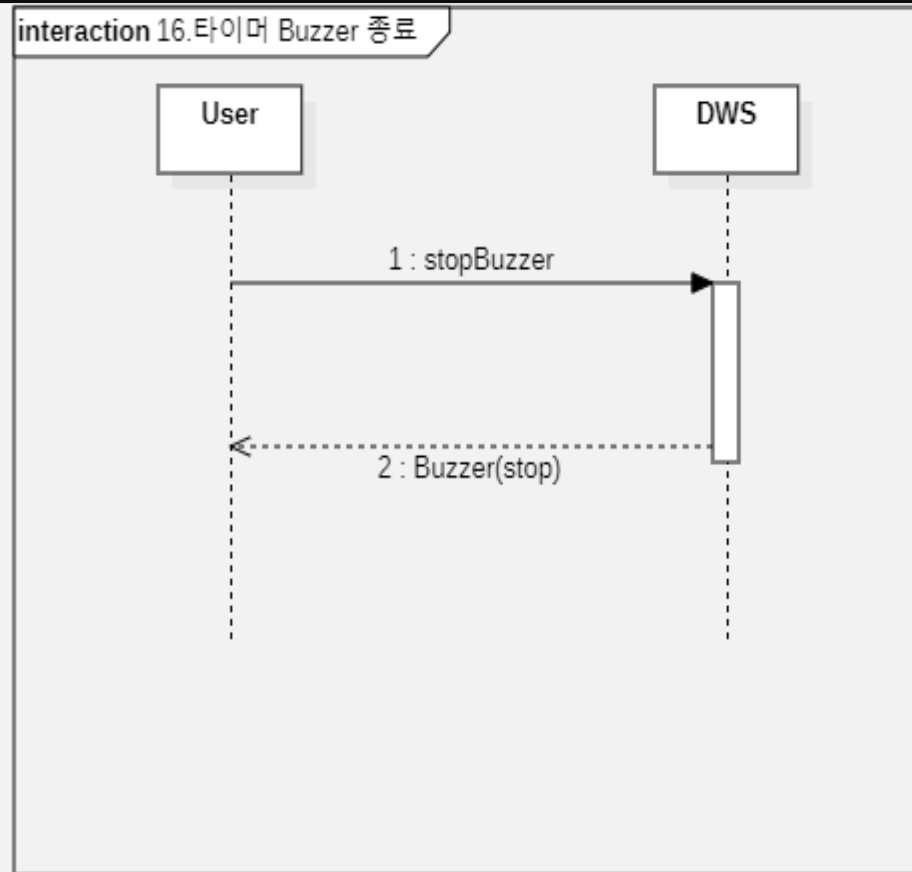 interaction 16.타이머 Buzzer 종료
User
DWS
1 : stopBuzzer
2 : Buzzer(stop)